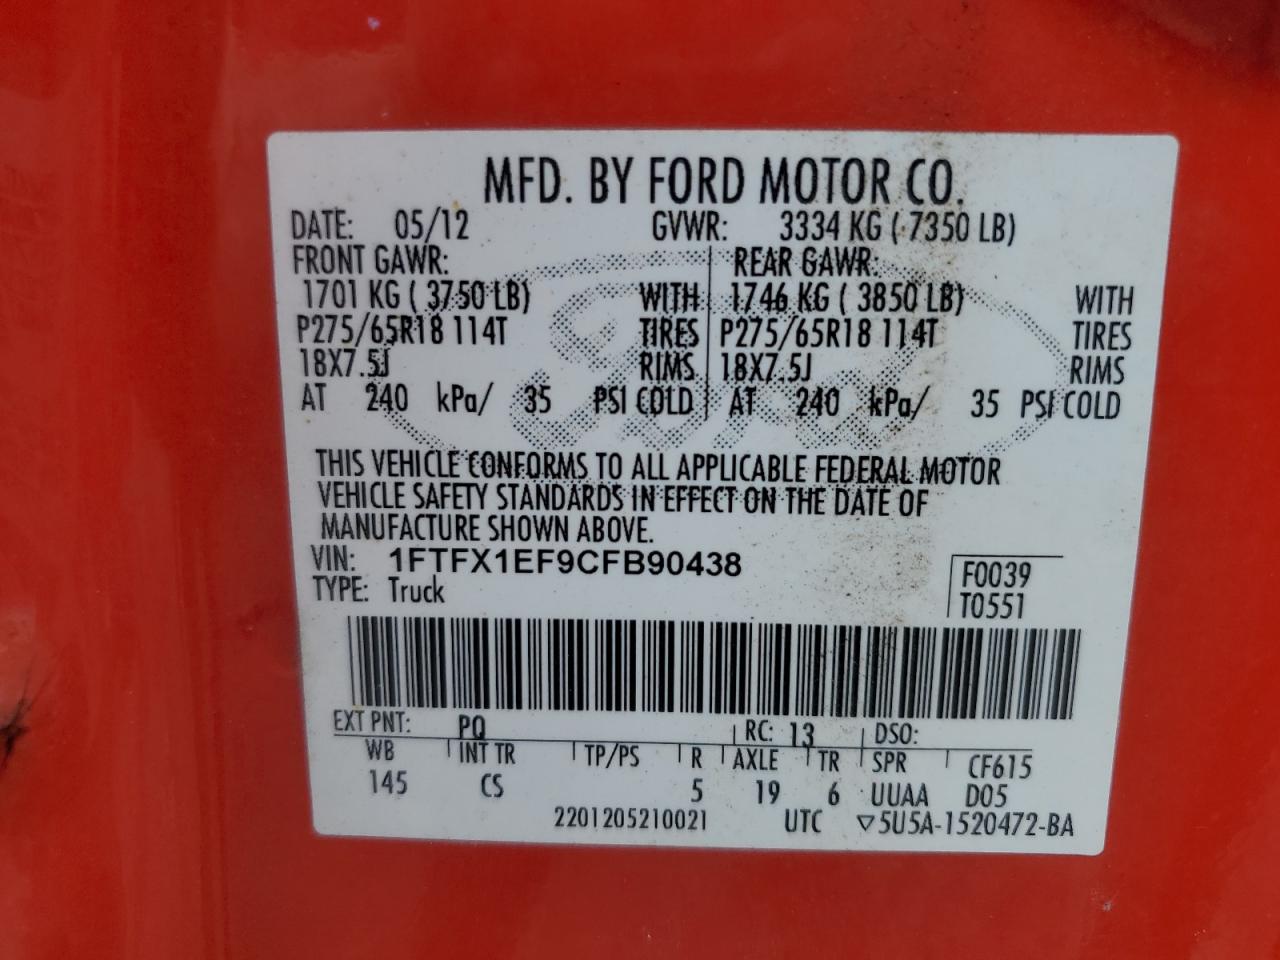 MFD. BY FORD MOTOR CO.
DATE: 05/12 GVWR: 3334 KG ( 7350 LB)
FRONT GAWR: REAR GAWR:
1701 KG ( 3750 LB) WITH 1746 KG ( 3850 LB) WITH
P275/65R18 114T TIRES P275/65R18 114T TIRES
18X7.5J RIMS 18X7.5J RIMS
AT 240 kPa/ 35 PSI COLD AT 240 kPa/ 35 PSI COLD
Ford
THIS VEHICLE CONFORMS TO ALL APPLICABLE FEDERAL MOTOR
VEHICLE SAFETY STANDARDS IN EFFECT ON THE DATE OF
MANUFACTURE SHOWN ABOVE.
VIN: 1FTFX1EF9CFB90438
TYPE: Truck
F0039
T0551
EXT PNT: PQ RC: 13 DSO:
WB INT TR TP/PS R AXLE TR SPR CF615
145 CS 5 19 6 UUAA D05
2201205210021 UTC ▽5U5A-1520472-BA